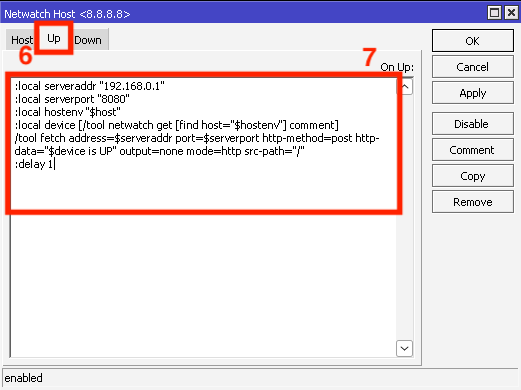 Netwatch Host <8.8.8.8>
Host Up Down
6 7
On Up:
:local serveraddr "192.168.0.1"
:local serverport "8080"
:local hostenv "$host"
:local device [/tool netwatch get [find host="$hostenv"] comment]
/tool fetch address=$serveraddr port=$serverport http-method=post http-
data="$device is UP" output=none mode=http src-path="/"
:delay 1
OK
Cancel
Apply
Disable
Comment
Copy
Remove
enabled